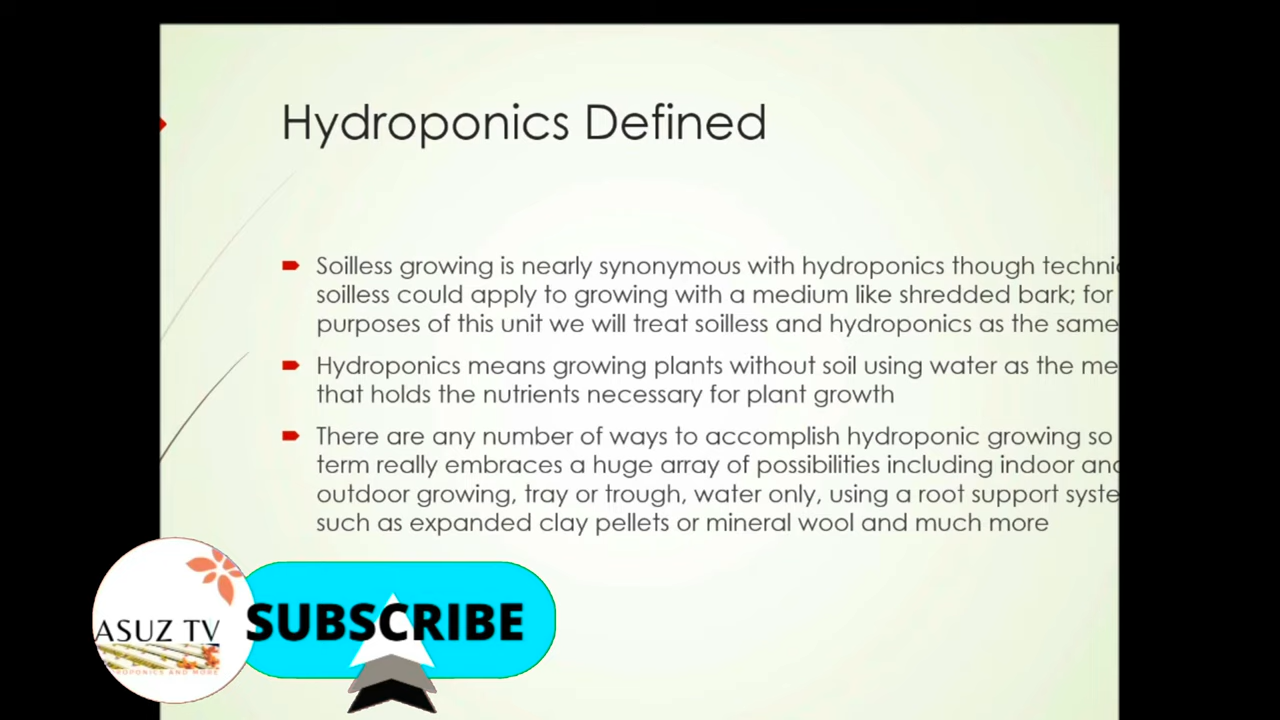 Hydroponics Defined
Soilless growing is nearly synonymous with hydroponics though
soilless could apply to growing with a medium like shredded bark; for
purposes of this unit we will treat soilless and hydroponics as the same
Hydroponics means growing plants without soil using water as the
that holds the nutrients necessary for plant growth
There are any number of ways to accomplish hydroponic growing so
term really embraces a huge array of possibilities including indoor and
outdoor growing, tray or trough, water only, using a root support
such as expanded clay pellets or mineral wool and much more
ASUZ TV
AND MORE
SUBSCRIBE